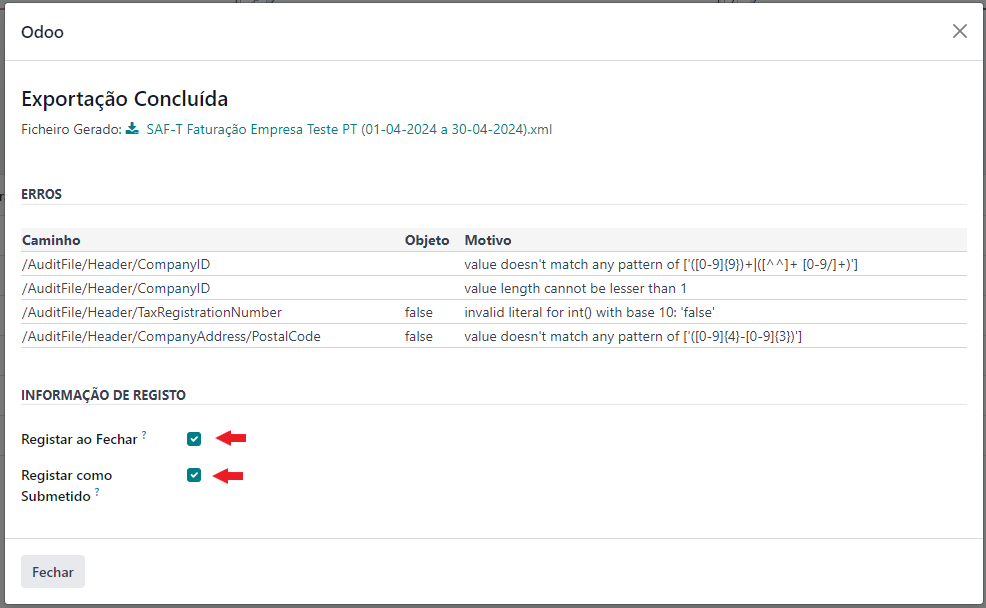 Odoo
Exportação Concluída
Ficheiro Gerado: SAF-T Faturação Empresa Teste PT (01-04-2024 a 30-04-2024).xml
ERROS
Caminho Objeto Motivo
/AuditFile/Header/CompanyID value doesn't match any pattern of ['([0-9]{9})+|([^^]+ [0-9/]+)']
/AuditFile/Header/CompanyID value length cannot be lesser than 1
/AuditFile/Header/TaxRegistrationNumber false invalid literal for int() with base 10: 'false'
/AuditFile/Header/CompanyAddress/PostalCode false value doesn't match any pattern of ['([0-9]{4}-[0-9]{3})']
INFORMAÇÃO DE REGISTO
Registar ao Fechar ?
Registar como
Submetido ?
Fechar